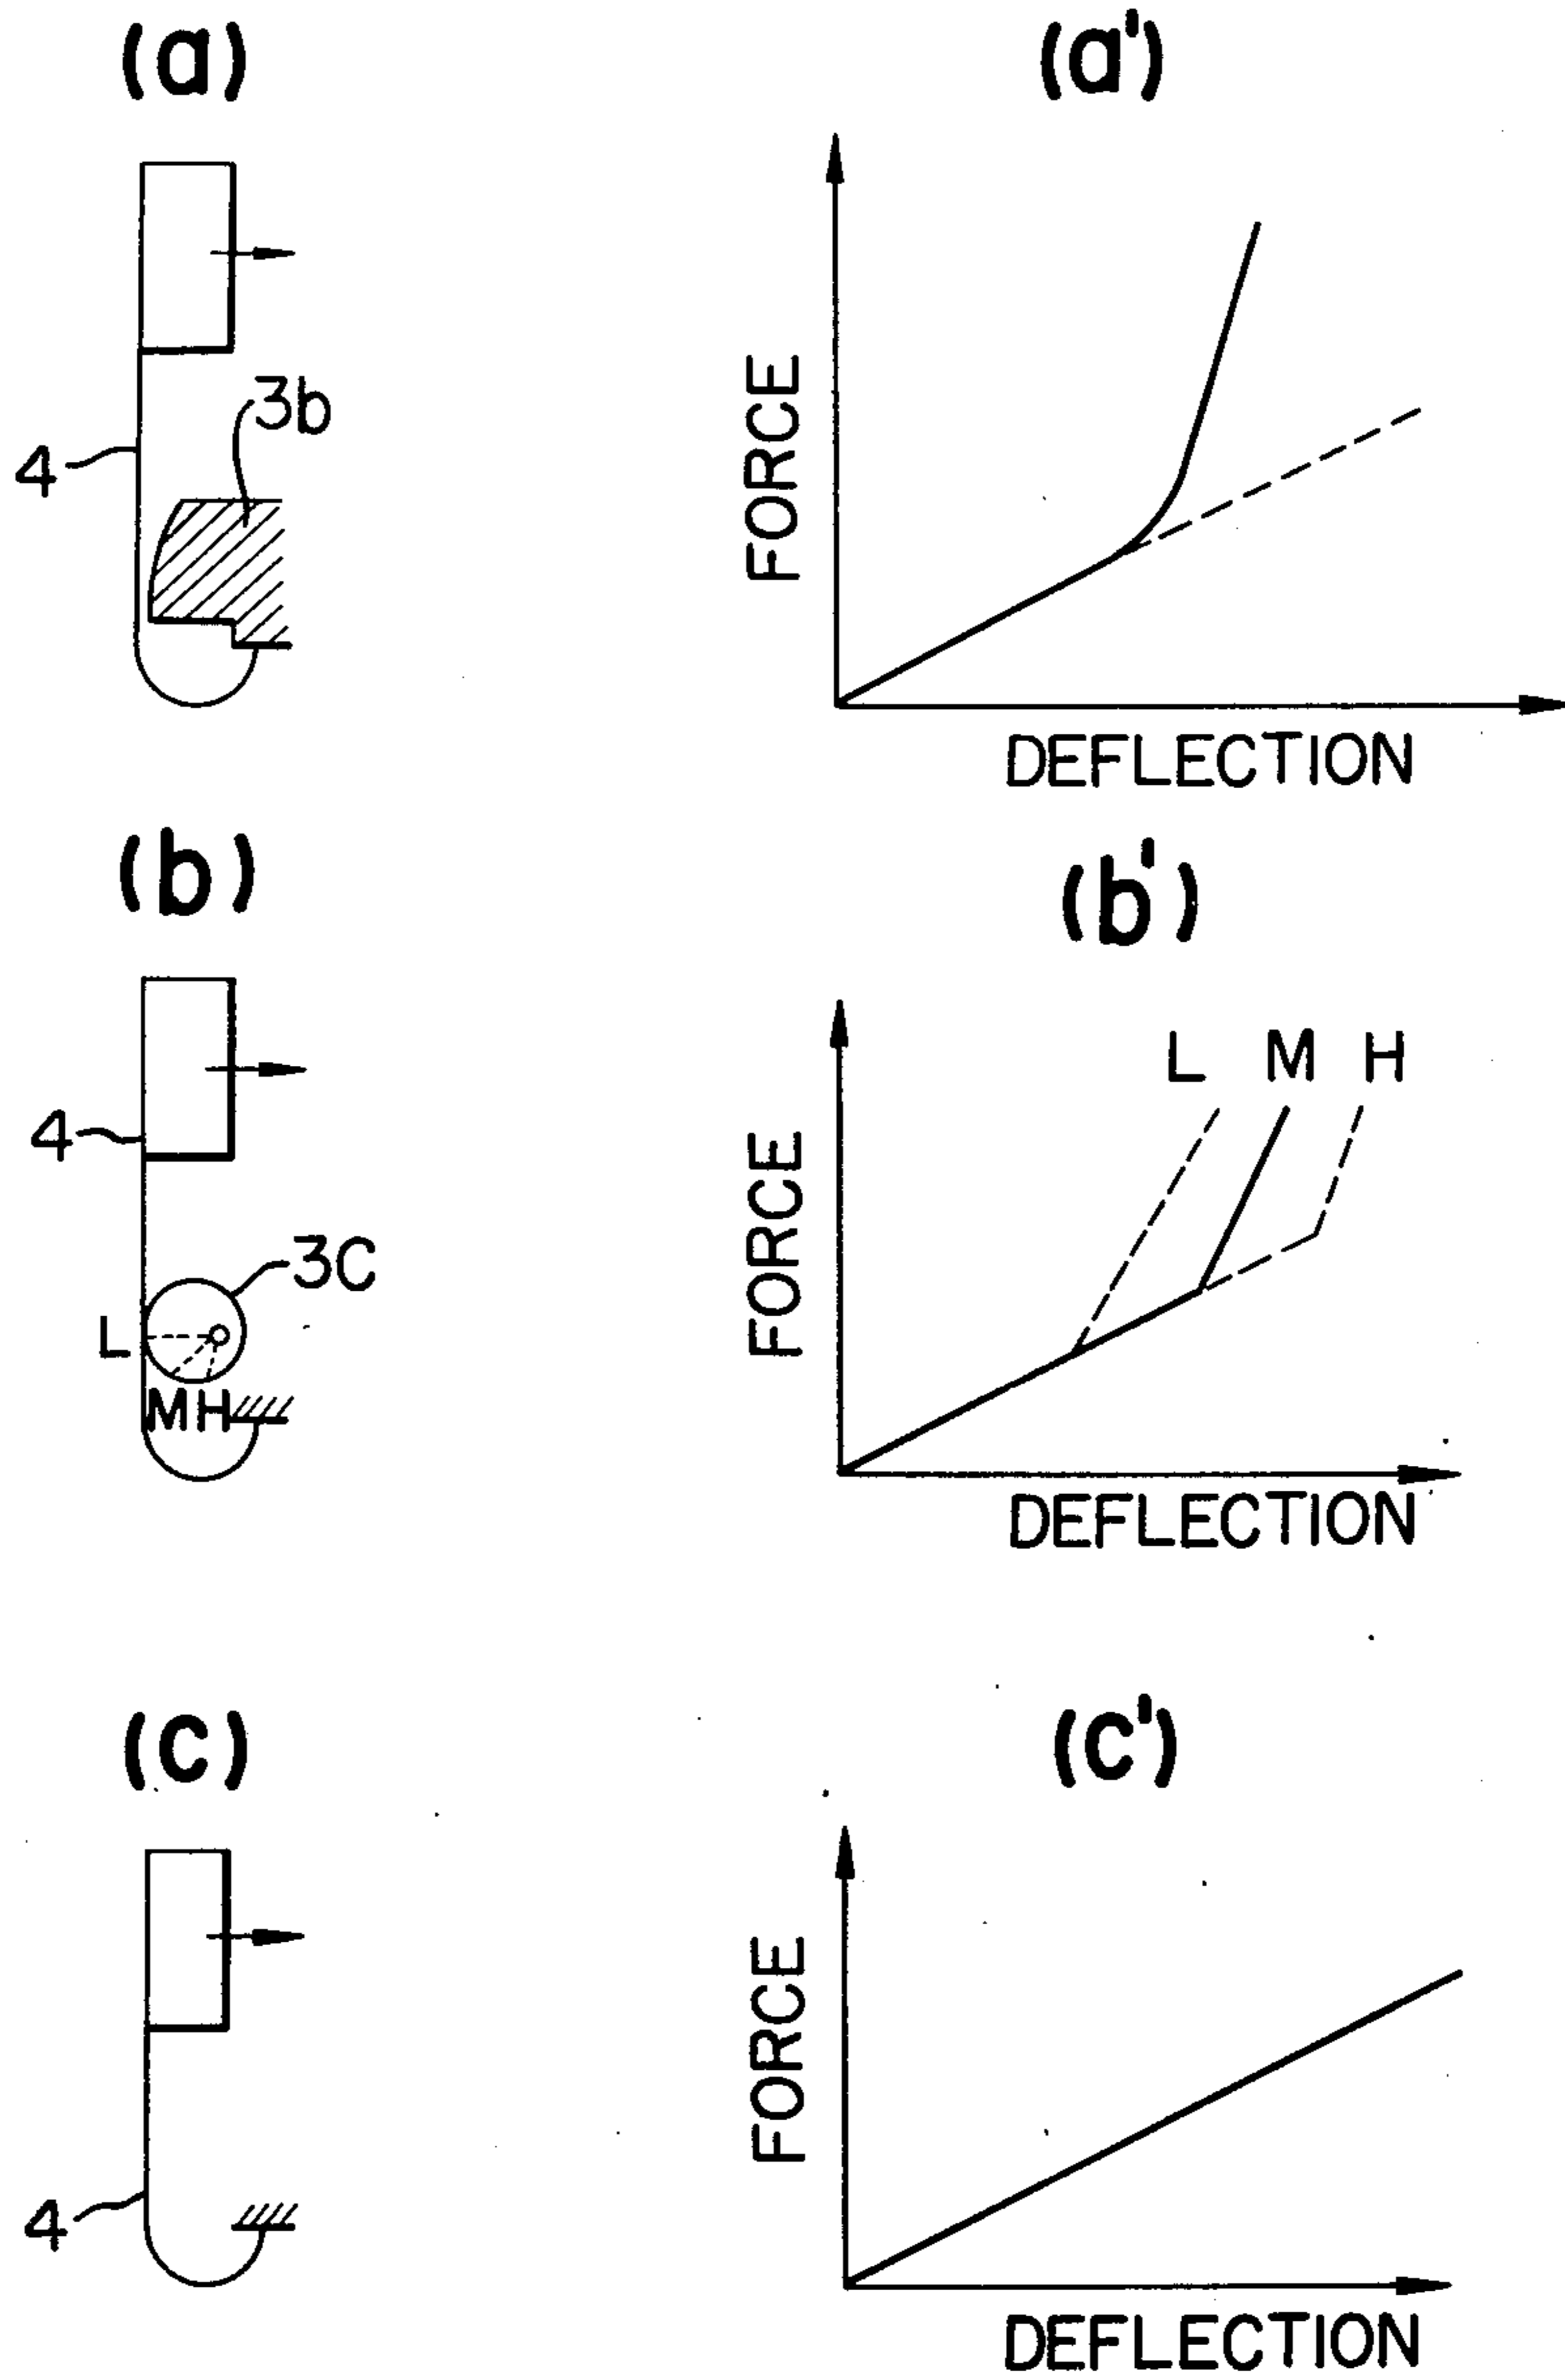 (a)
(a')
3b
4
FORCE
DEFLECTION
(b)
(b')
L M H
4
3C
L
MH
FORCE
DEFLECTION
(C)
(C')
4
FORCE
DEFLECTION